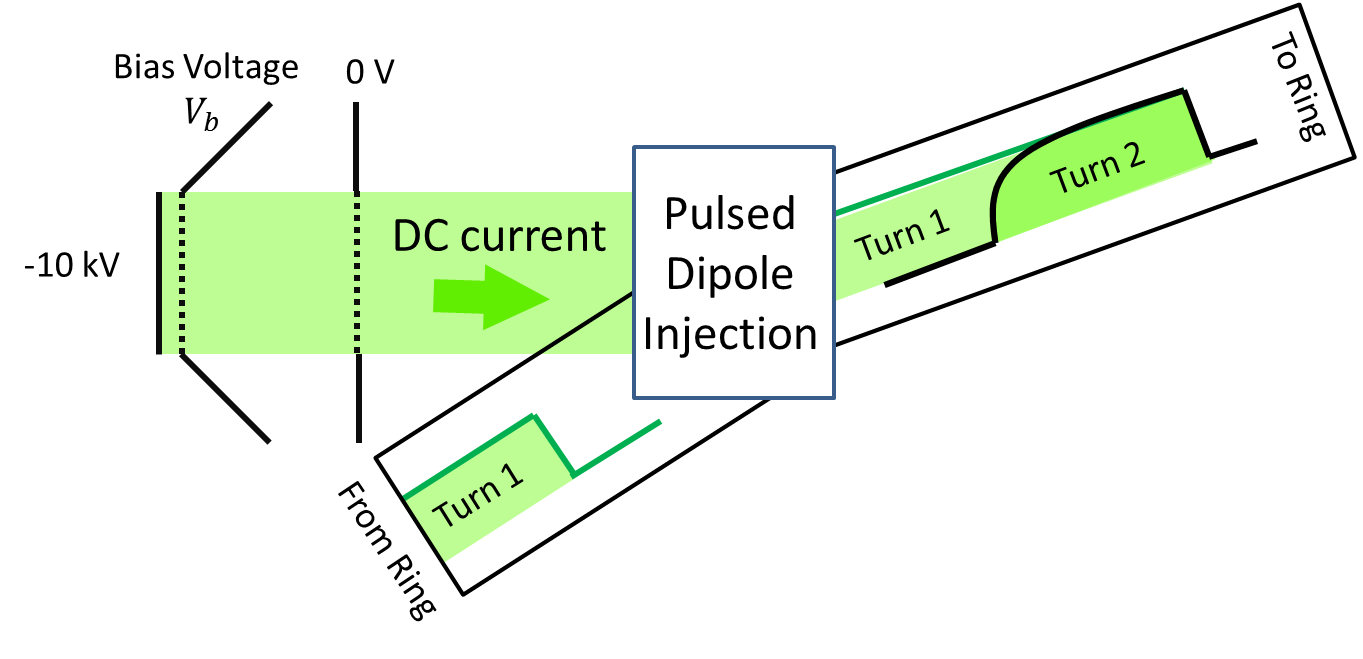 Bias Voltage
V_b
0 V
-10 kV
DC current
Pulsed
Dipole
Injection
Turn 1
Turn 2
To Ring
Turn 1
From Ring